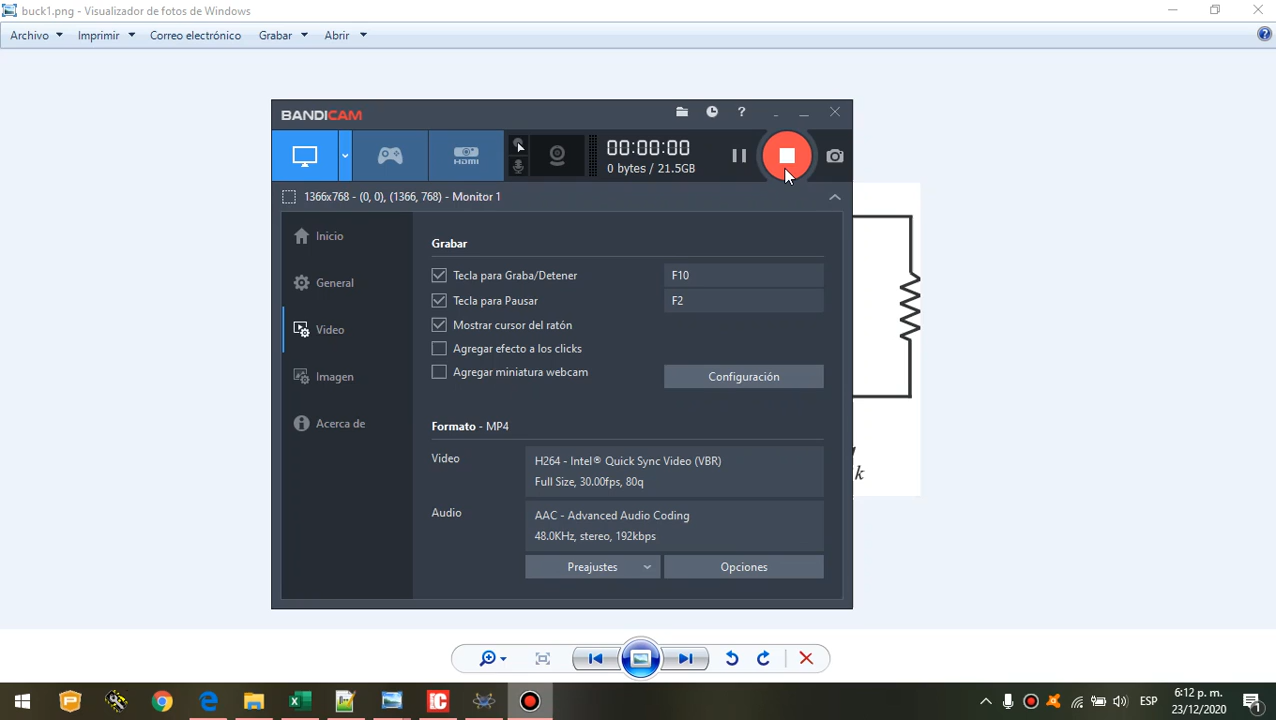 buck1.png - Visualizador de fotos de Windows
Archivo Imprimir Correo electrónico Grabar Abrir
BANDICAM
HDMI
00:00:00
0 bytes / 21.5GB
1366x768 - (0, 0), (1366, 768) - Monitor 1
Inicio
General
Video
Imagen
Acerca de
Grabar
Tecla para Graba/Detener F10
Tecla para Pausar F2
Mostrar cursor del ratón
Agregar efecto a los clicks
Agregar miniatura webcam
Configuración
Formato - MP4
Video
H264 - Intel® Quick Sync Video (VBR)
Full Size, 30.00fps, 80q
Audio
AAC - Advanced Audio Coding
48.0KHz, stereo, 192kbps
Preajustes Opciones
k
ESP
6:12 p. m.
23/12/2020
1